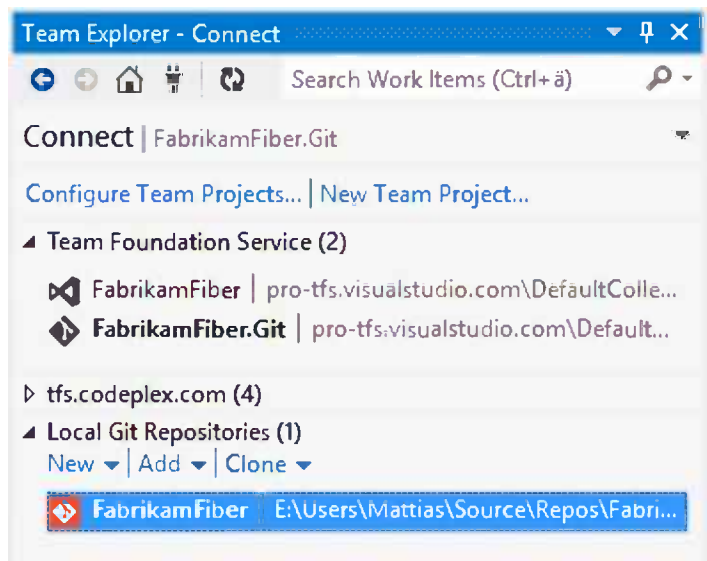 Team Explorer - Connect
Search Work Items (Ctrl+ä)
Connect | FabrikamFiber.Git
Configure Team Projects... | New Team Project...
Team Foundation Service (2)
FabrikamFiber | pro-tfs.visualstudio.com\DefaultColle...
FabrikamFiber.Git | pro-tfs.visualstudio.com\Default...
tfs.codeplex.com (4)
Local Git Repositories (1)
New | Add | Clone
FabrikamFiber | E:\Users\Mattias\Source\Repos\Fabri...